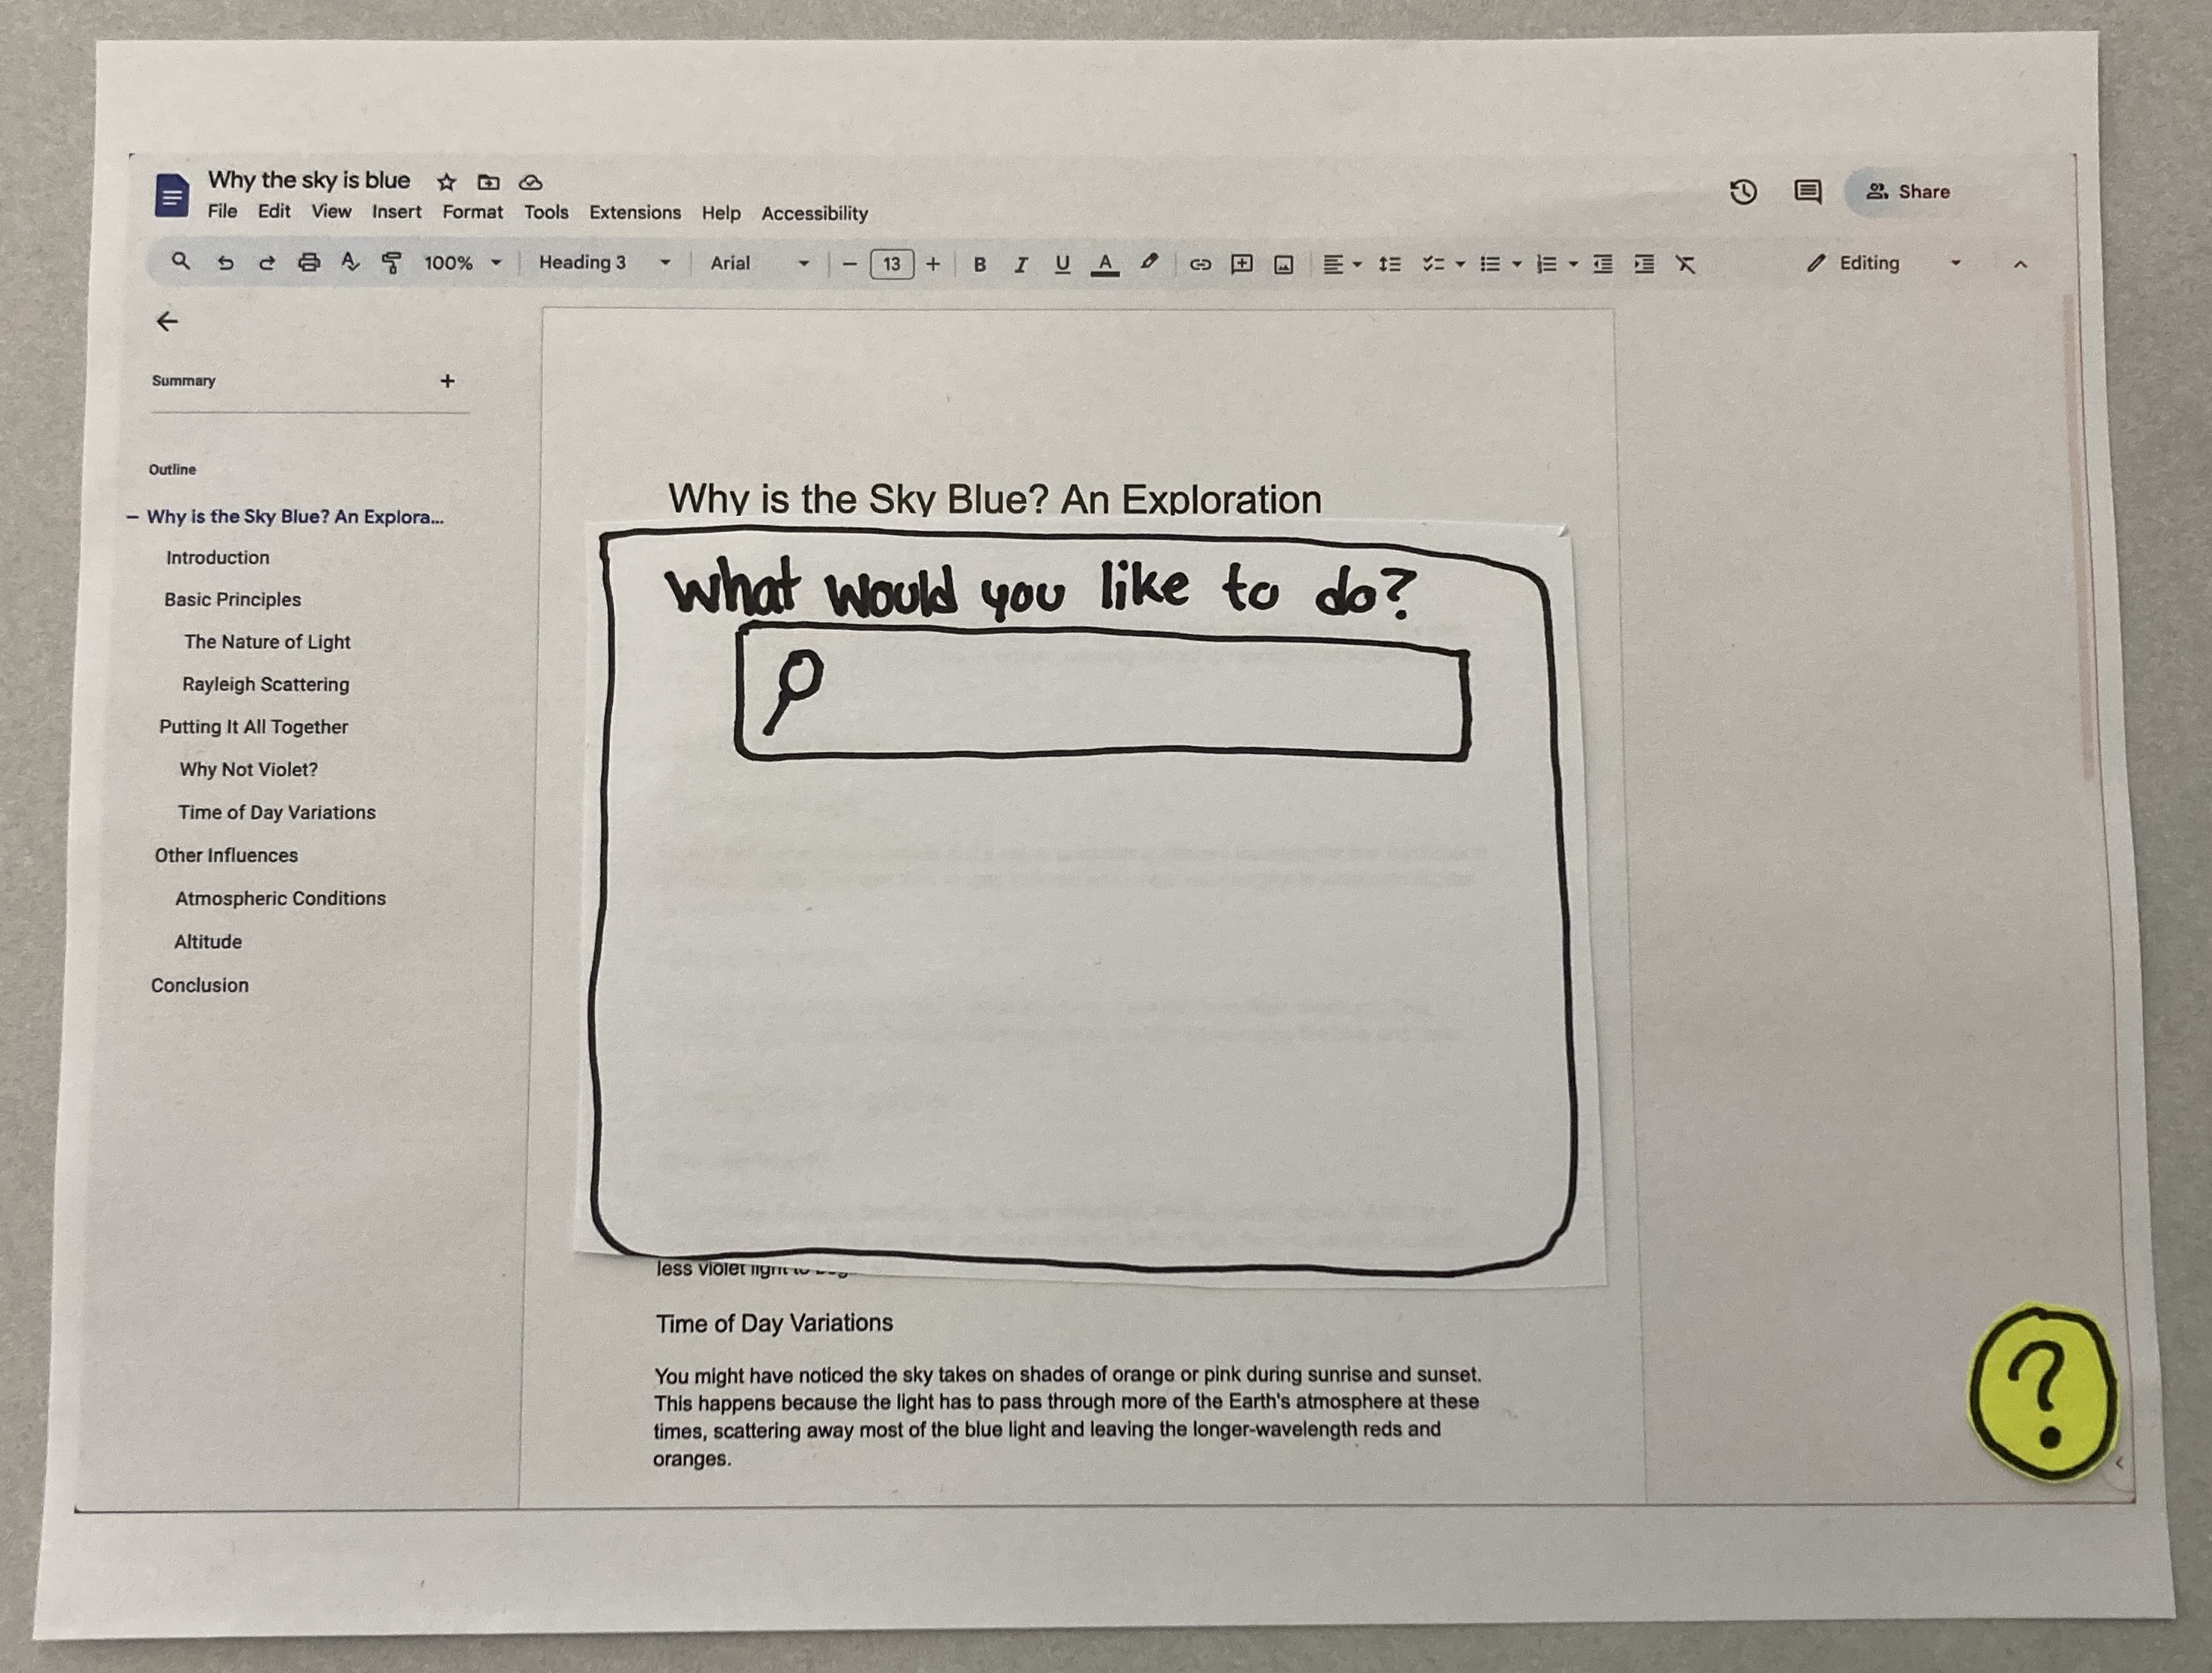 Why the sky is blue
File Edit View Insert Format Tools Extensions Help Accessibility
Share
100% Heading 3 Arial − 13 + B I U A Editing
Summary +
Outline
Why is the Sky Blue? An Explora...
Introduction
Basic Principles
The Nature of Light
Rayleigh Scattering
Putting It All Together
Why Not Violet?
Time of Day Variations
Other Influences
Atmospheric Conditions
Altitude
Conclusion
Why is the Sky Blue? An Exploration
What would you like to do?
less violet light to
Time of Day Variations
You might have noticed the sky takes on shades of orange or pink during sunrise and sunset.
This happens because the light has to pass through more of the Earth's atmosphere at these
times, scattering away most of the blue light and leaving the longer-wavelength reds and
oranges.
?